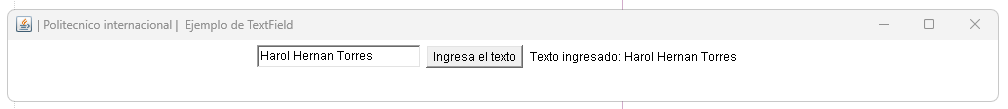 | Politecnico internacional | Ejemplo de TextField
Harol Hernan Torres Ingresa el texto Texto ingresado: Harol Hernan Torres